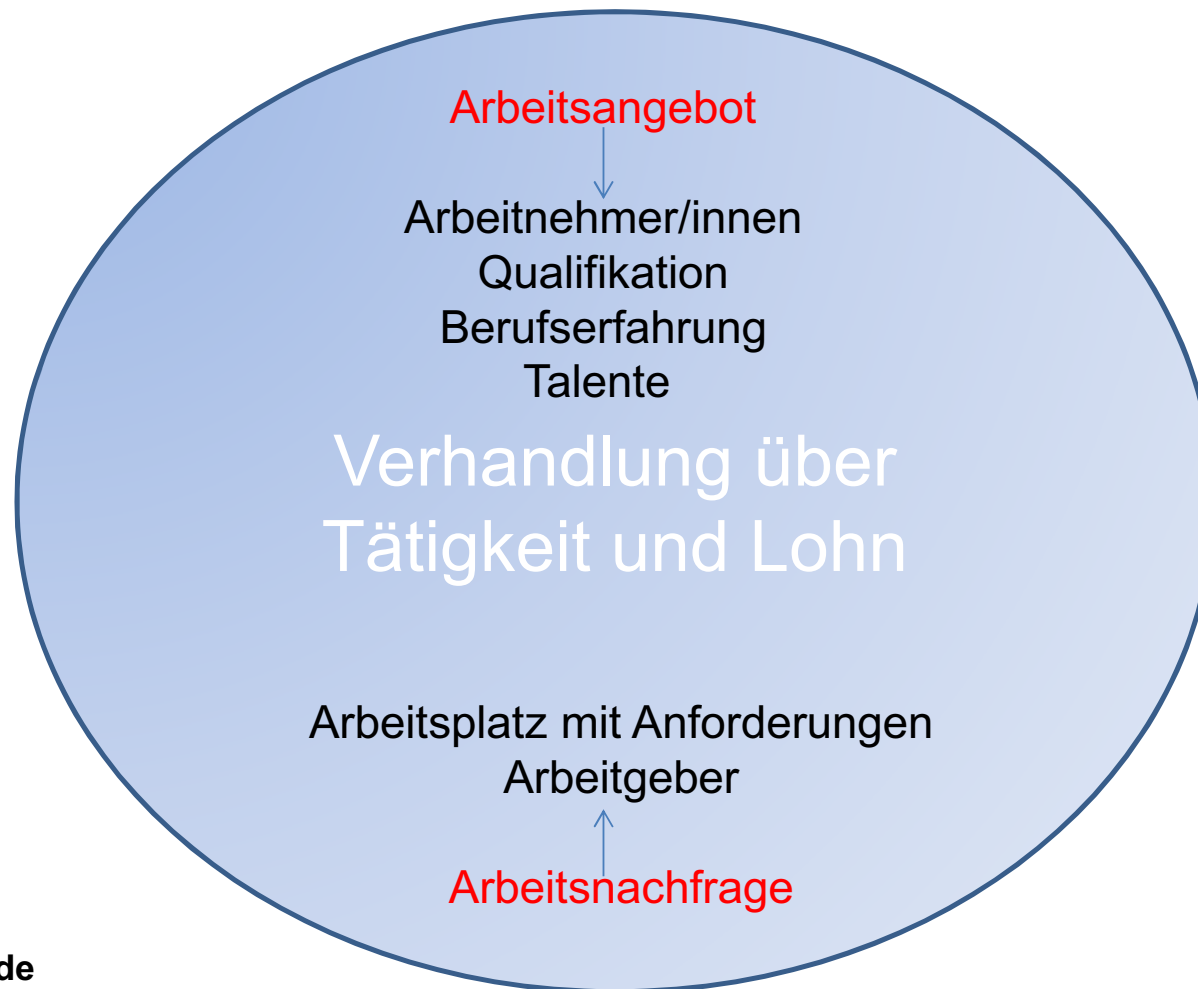 Arbeitsangebot
Arbeitnehmer/innen
Qualifikation
Berufserfahrung
Talente
Verhandlung über
Tätigkeit und Lohn
Arbeitsplatz mit Anforderungen
Arbeitgeber
Arbeitsnachfrage
de